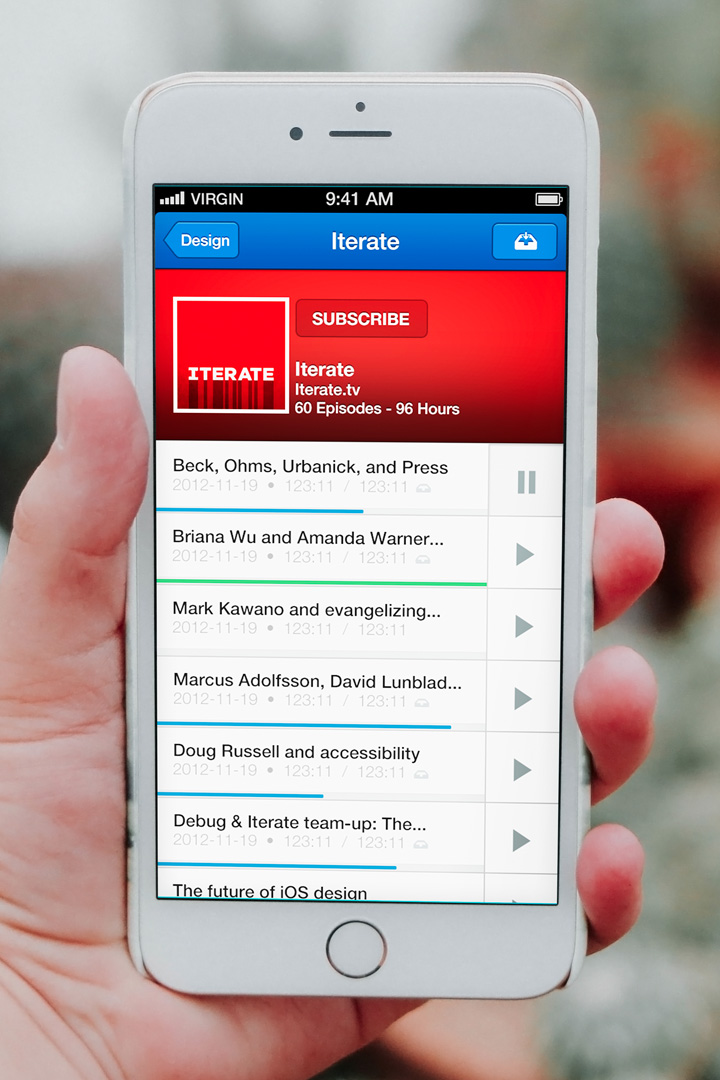 VIRGIN 9:41 AM
Design Iterate
SUBSCRIBE
ITERATE
Iterate
Iterate.tv
60 Episodes - 96 Hours
Beck, Ohms, Urbanick, and Press
2012-11-19 • 123:11 / 123:11
Briana Wu and Amanda Warner...
2012-11-19 • 123:11 / 123:11
Mark Kawano and evangelizing...
2012-11-19 • 123:11 / 123:11
Marcus Adolfsson, David Lunblad...
2012-11-19 • 123:11 / 123:11
Doug Russell and accessibility
2012-11-19 • 123:11 / 123:11
Debug & Iterate team-up: The...
2012-11-19 • 123:11 / 123:11
The future of iOS design